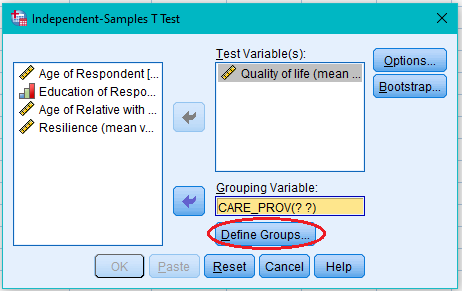 Independent-Samples T Test
Age of Respondent [...
Education of Respo...
Age of Relative with ...
Resilience (mean v...
Test Variable(s):
Quality of life (mean ...
Grouping Variable:
CARE_PROV(? ?)
Define Groups...
Options...
Bootstrap...
OK
Paste
Reset
Cancel
Help